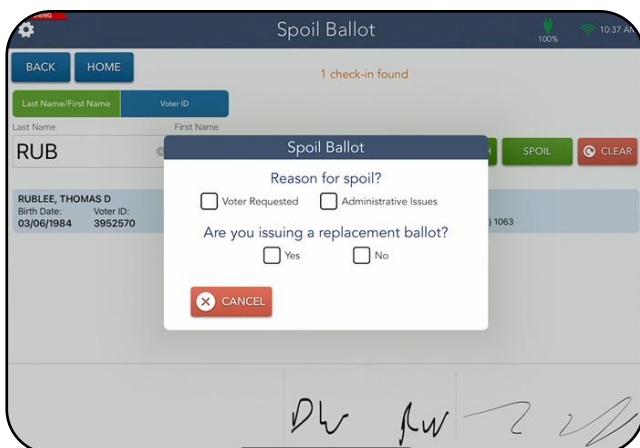 Spoil Ballot
100%
10:37 AM
BACK
HOME
1 check-in found
Last Name/First Name
Voter ID
Last Name
First Name
RUB
Spoil Ballot
SPOIL
CLEAR
Reason for spoil?
Voter Requested
Administrative Issues
RUBLEE, THOMAS D
Birth Date:
Voter ID:
03/06/1984
3952570
1063
Are you issuing a replacement ballot?
Yes
No
CANCEL